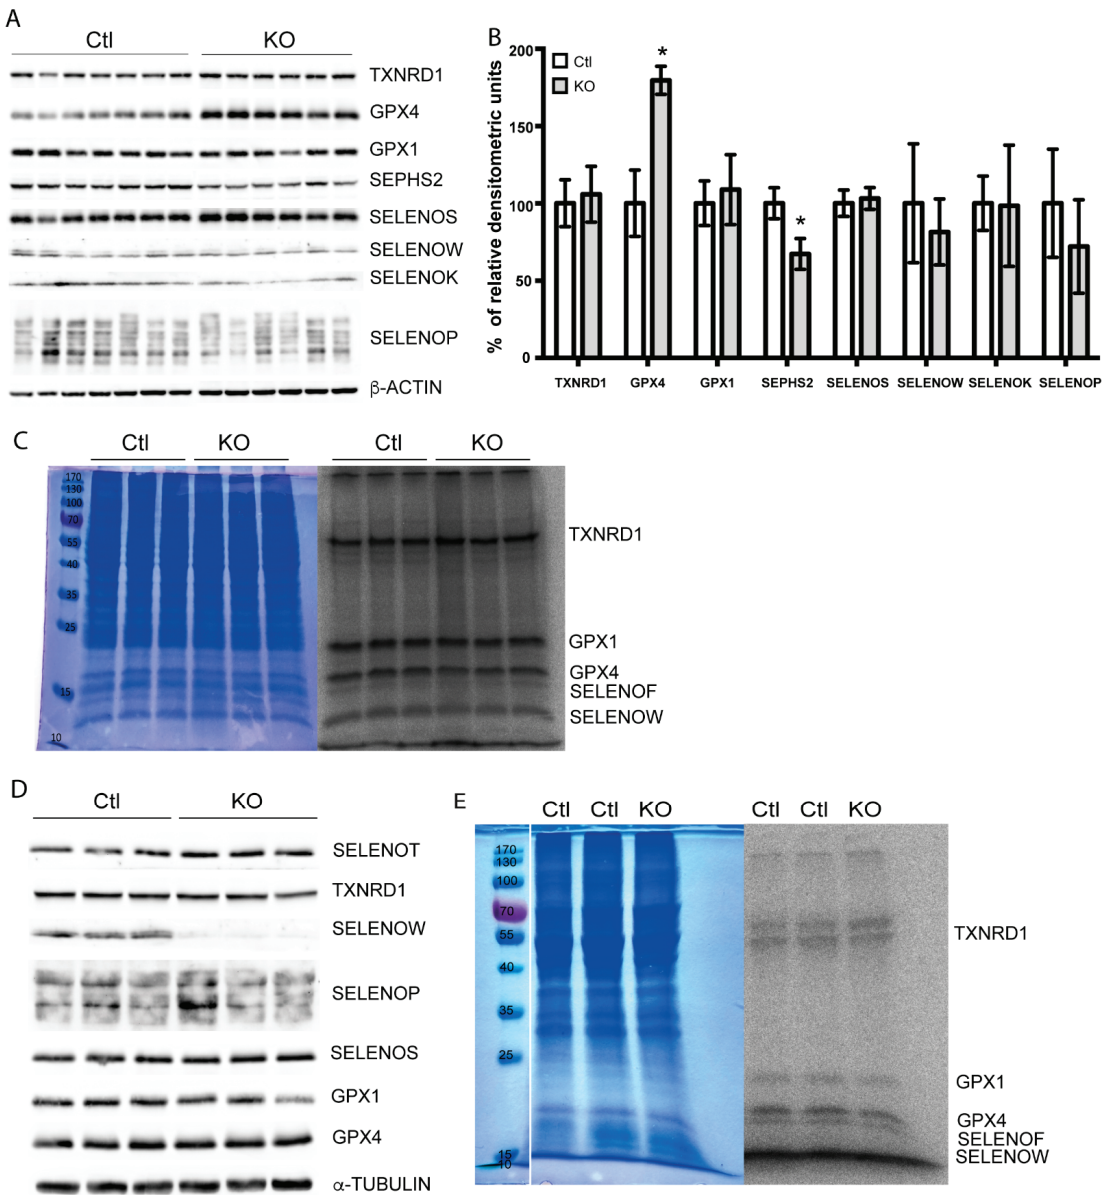 A
Ctl KO
TXNRD1
GPX4
GPX1
SEPHS2
SELENOS
SELENOW
SELENOK
SELENOP
β-ACTIN
B
% of relative densitometric units
200
150
100
50
0
Ctl
KO
*
*
TXNRD1 GPX4 GPX1 SEPHS2 SELENOS SELENOW SELENOK SELENOP
C
Ctl KO Ctl KO
170
130
100
70
55
40
35
25
15
10
TXNRD1
GPX1
GPX4
SELENOF
SELENOW
D
Ctl KO
SELENOT
TXNRD1
SELENOW
SELENOP
SELENOS
GPX1
GPX4
α-TUBULIN
E
Ctl Ctl KO Ctl Ctl KO
170
130
100
70
55
40
35
25
15
10
TXNRD1
GPX1
GPX4
SELENOF
SELENOW